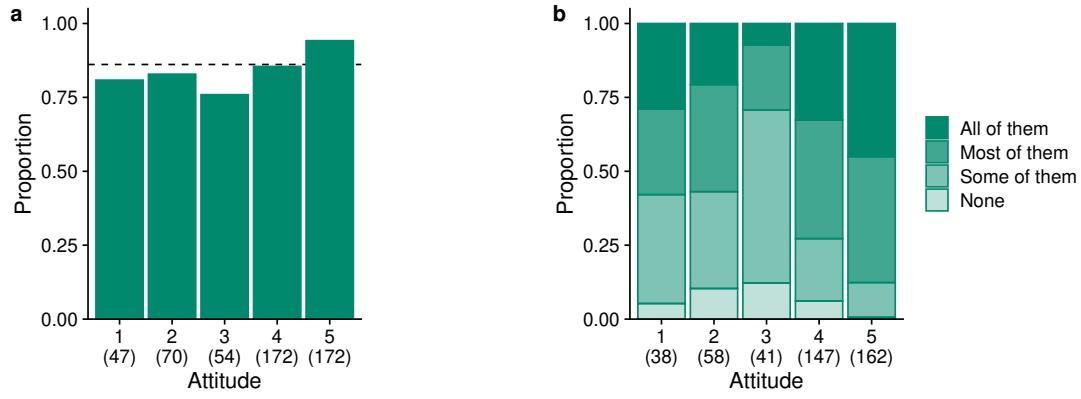 a
1.00
0.75
0.50
0.25
0.00
Proportion
1 2 3 4 5
(47) (70) (54) (172) (172)
Attitude
b
1.00
0.75
0.50
0.25
0.00
Proportion
1 2 3 4 5
(38) (58) (41) (147) (162)
Attitude
All of them
Most of them
Some of them
None